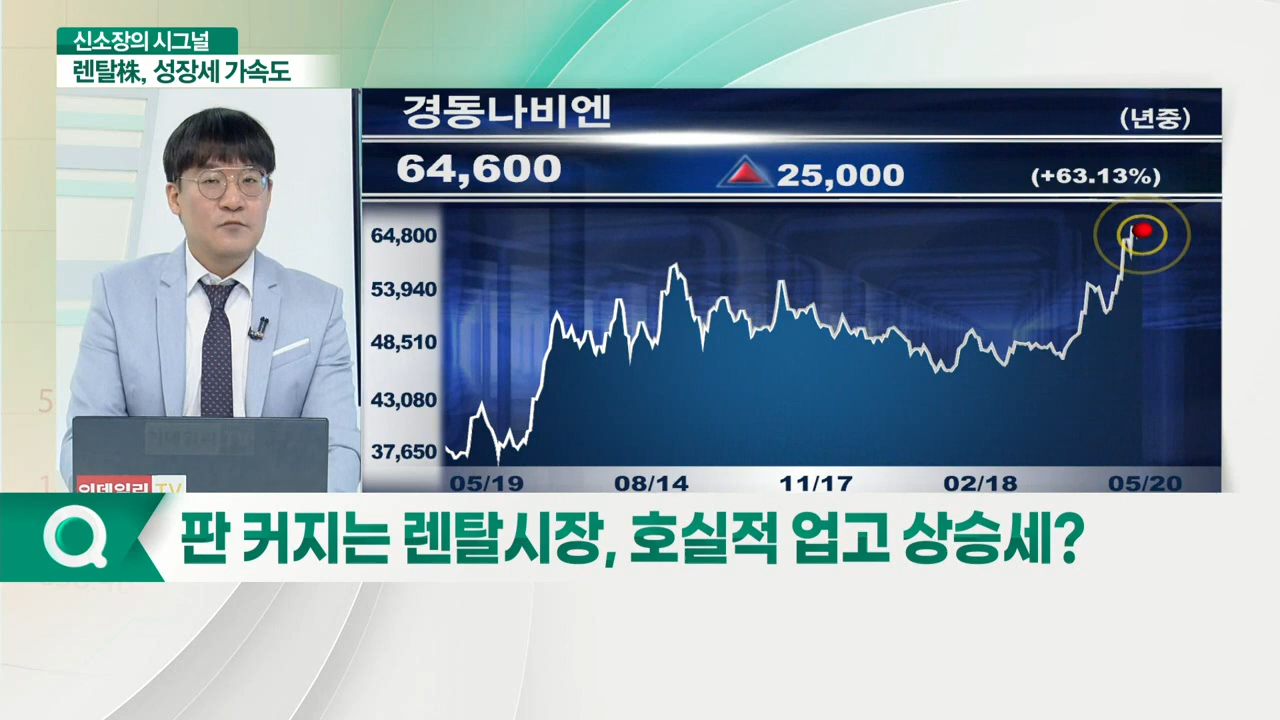 신소장의 시그널
렌탈株, 성장세 가속도
경동나비엔
(년중)
64,600
25,000
(+63.13%)
64,800
53,940
48,510
43,080
37,650
05/19
08/14
11/17
02/18
05/20
이데일리 TV
판 커지는 렌탈시장, 호실적 업고 상승세?